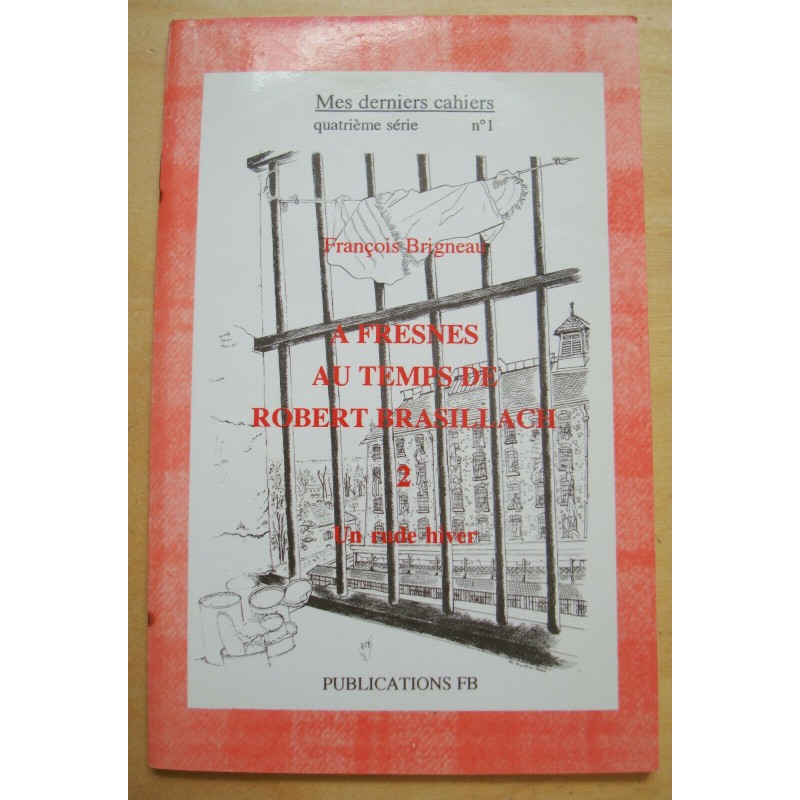 Mes derniers cahiers
quatrième série n°1
François Brigneau
A FRESNES
AU TEMPS DE
ROBERT BRASILLACH
2
Un rude hiver
PUBLICATIONS FB